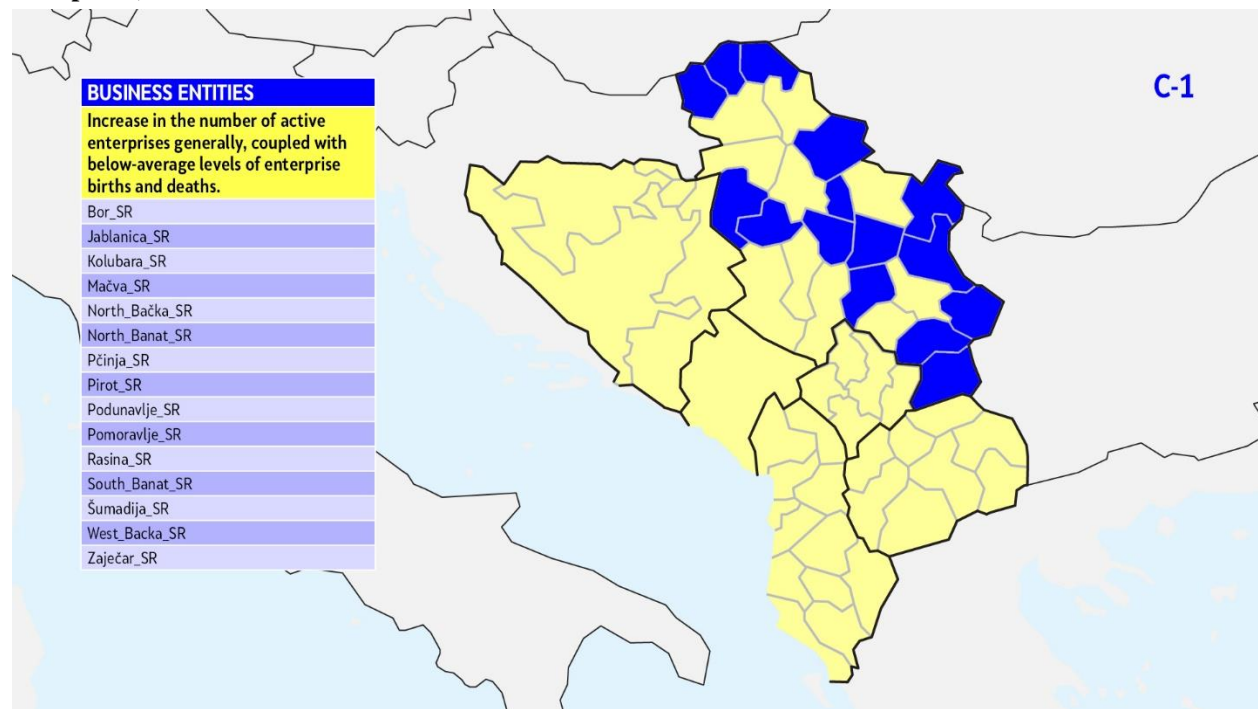 BUSINESS ENTITIES
Increase in the number of active
enterprises generally, coupled with
below-average levels of enterprise
births and deaths.
Bor_SR
Jablanica_SR
Kolubara_SR
Mačva_SR
North_Bačka_SR
North_Banat_SR
Pčinja_SR
Pirot_SR
Podunavlje_SR
Pomoravlje_SR
Rasina_SR
South_Banat_SR
Šumadija_SR
West_Backa_SR
Zaječar_SR
C-1